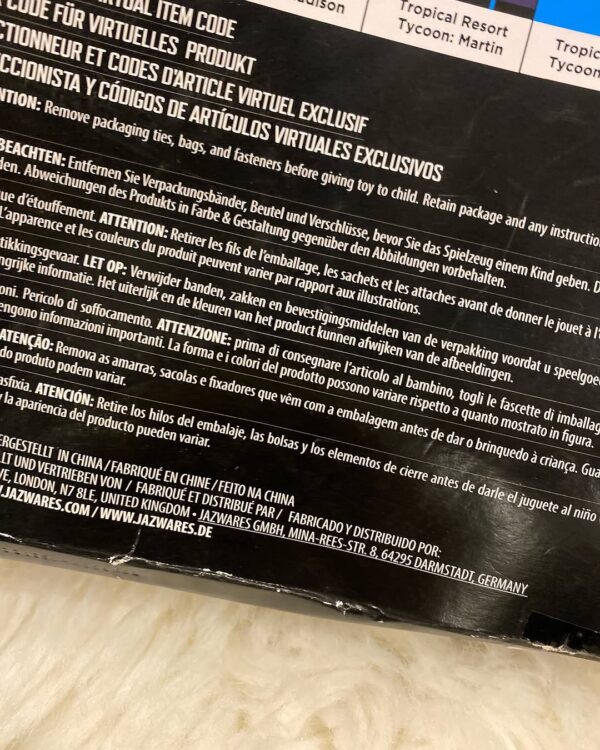 adison
Tropical Resort
Tycoon: Martin
Tropic
Tycoon
VIRTUAL ITEM CODE
CODE FÜR VIRTUELLES PRODUKT
CTIONNEUR ET CODES D'ARTICLE VIRTUEL EXCLUSIF
CCIONISTA Y CÓDIGOS DE ARTÍCULOS VIRTUALES EXCLUSIVOS
NTION: Remove packaging ties, bags, and fasteners before giving toy to child. Retain package and any instructio
BEACHTEN: Entfernen Sie Verpackungsbänder, Beutel und Verschlüsse, bevor Sie das Spielzeug einem Kind geben. D
den. Abweichungen des Produkts in Farbe & Gestaltung gegenüber den Abbildungen vorbehalten.
ue d'étouffement. ATTENTION: Retirer les fils de l'emballage, les sachets et les attaches avant de donner le jouet à l'
L'apparence et les couleurs du produit peuvent varier par rapport aux illustrations.
tikkingsgevaar. LET OP: Verwijder banden, zakken en bevestigingsmiddelen van de verpakking voordat u speelgoe
ngrijke informatie. Het uiterlijk en de kleuren van het product kunnen afwijken van de afbeeldingen.
oni. Pericolo di soffocamento. ATTENZIONE: prima di consegnare l'articolo al bambino, togli le fascette di imballag
engono informazioni importanti. La forma e i colori del prodotto possono variare rispetto a quanto mostrato in figura.
ATENÇÃO: Remova as amarras, sacolas e fixadores que vêm com a embalagem antes de dar o brinquedo à criança. Gua
do produto podem variar.
asfixia. ATENCIÓN: Retire los hilos del embalaje, las bolsas y los elementos de cierre antes de darle el juguete al niño
y la apariencia del producto pueden variar.
ERGESTELLT IN CHINA / FABRIQUÉ EN CHINE / FEITO NA CHINA
LT UND VERTRIEBEN VON / FABRIQUÉ ET DISTRIBUÉ PAR / FABRICADO Y DISTRIBUIDO POR:
VE, LONDON, N7 8LE, UNITED KINGDOM • JAZWARES GMBH, MINA-REES-STR. 8, 64295 DARMSTADT, GERMANY
.JAZWARES.COM / WWW.JAZWARES.DE